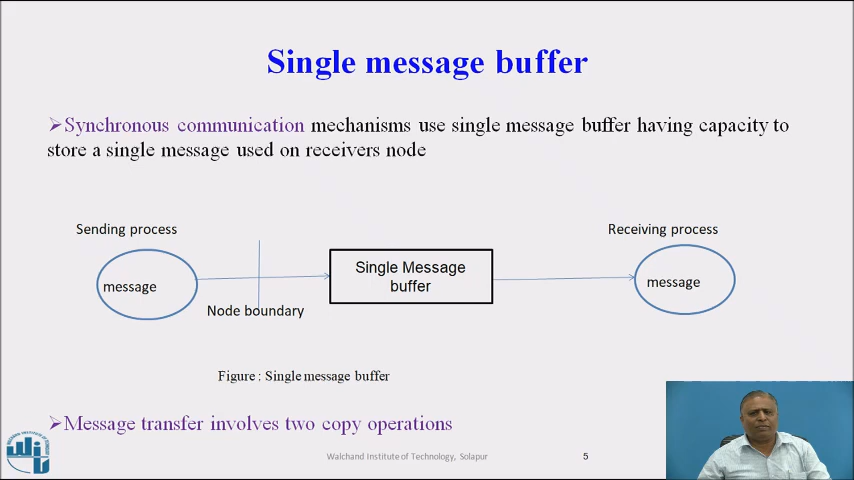 Single message buffer
➢Synchronous communication mechanisms use single message buffer having capacity to
store a single message used on receivers node
Sending process
Receiving process
message
Single Message
buffer
message
Node boundary
Figure : Single message buffer
➢Message transfer involves two copy operations
Walchand Institute of Technology, Solapur
5